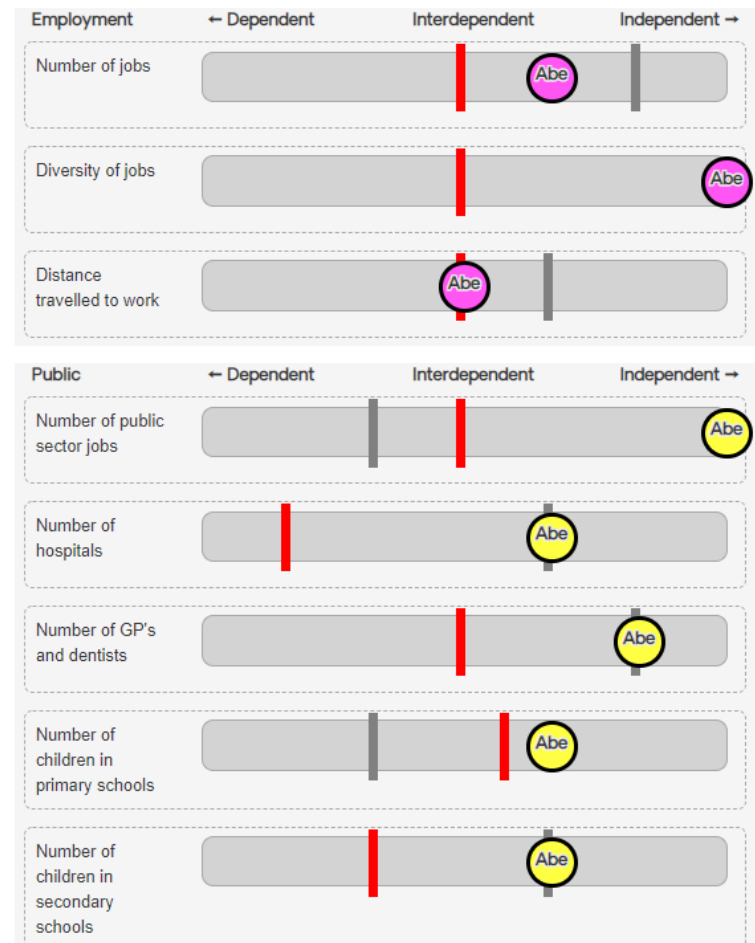 Employment ← Dependent Interdependent Independent →
Number of jobs Abe
Diversity of jobs Abe
Distance
travelled to work Abe
Public ← Dependent Interdependent Independent →
Number of public
sector jobs Abe
Number of
hospitals Abe
Number of GP's
and dentists Abe
Number of
children in
primary schools Abe
Number of
children in
secondary
schools Abe